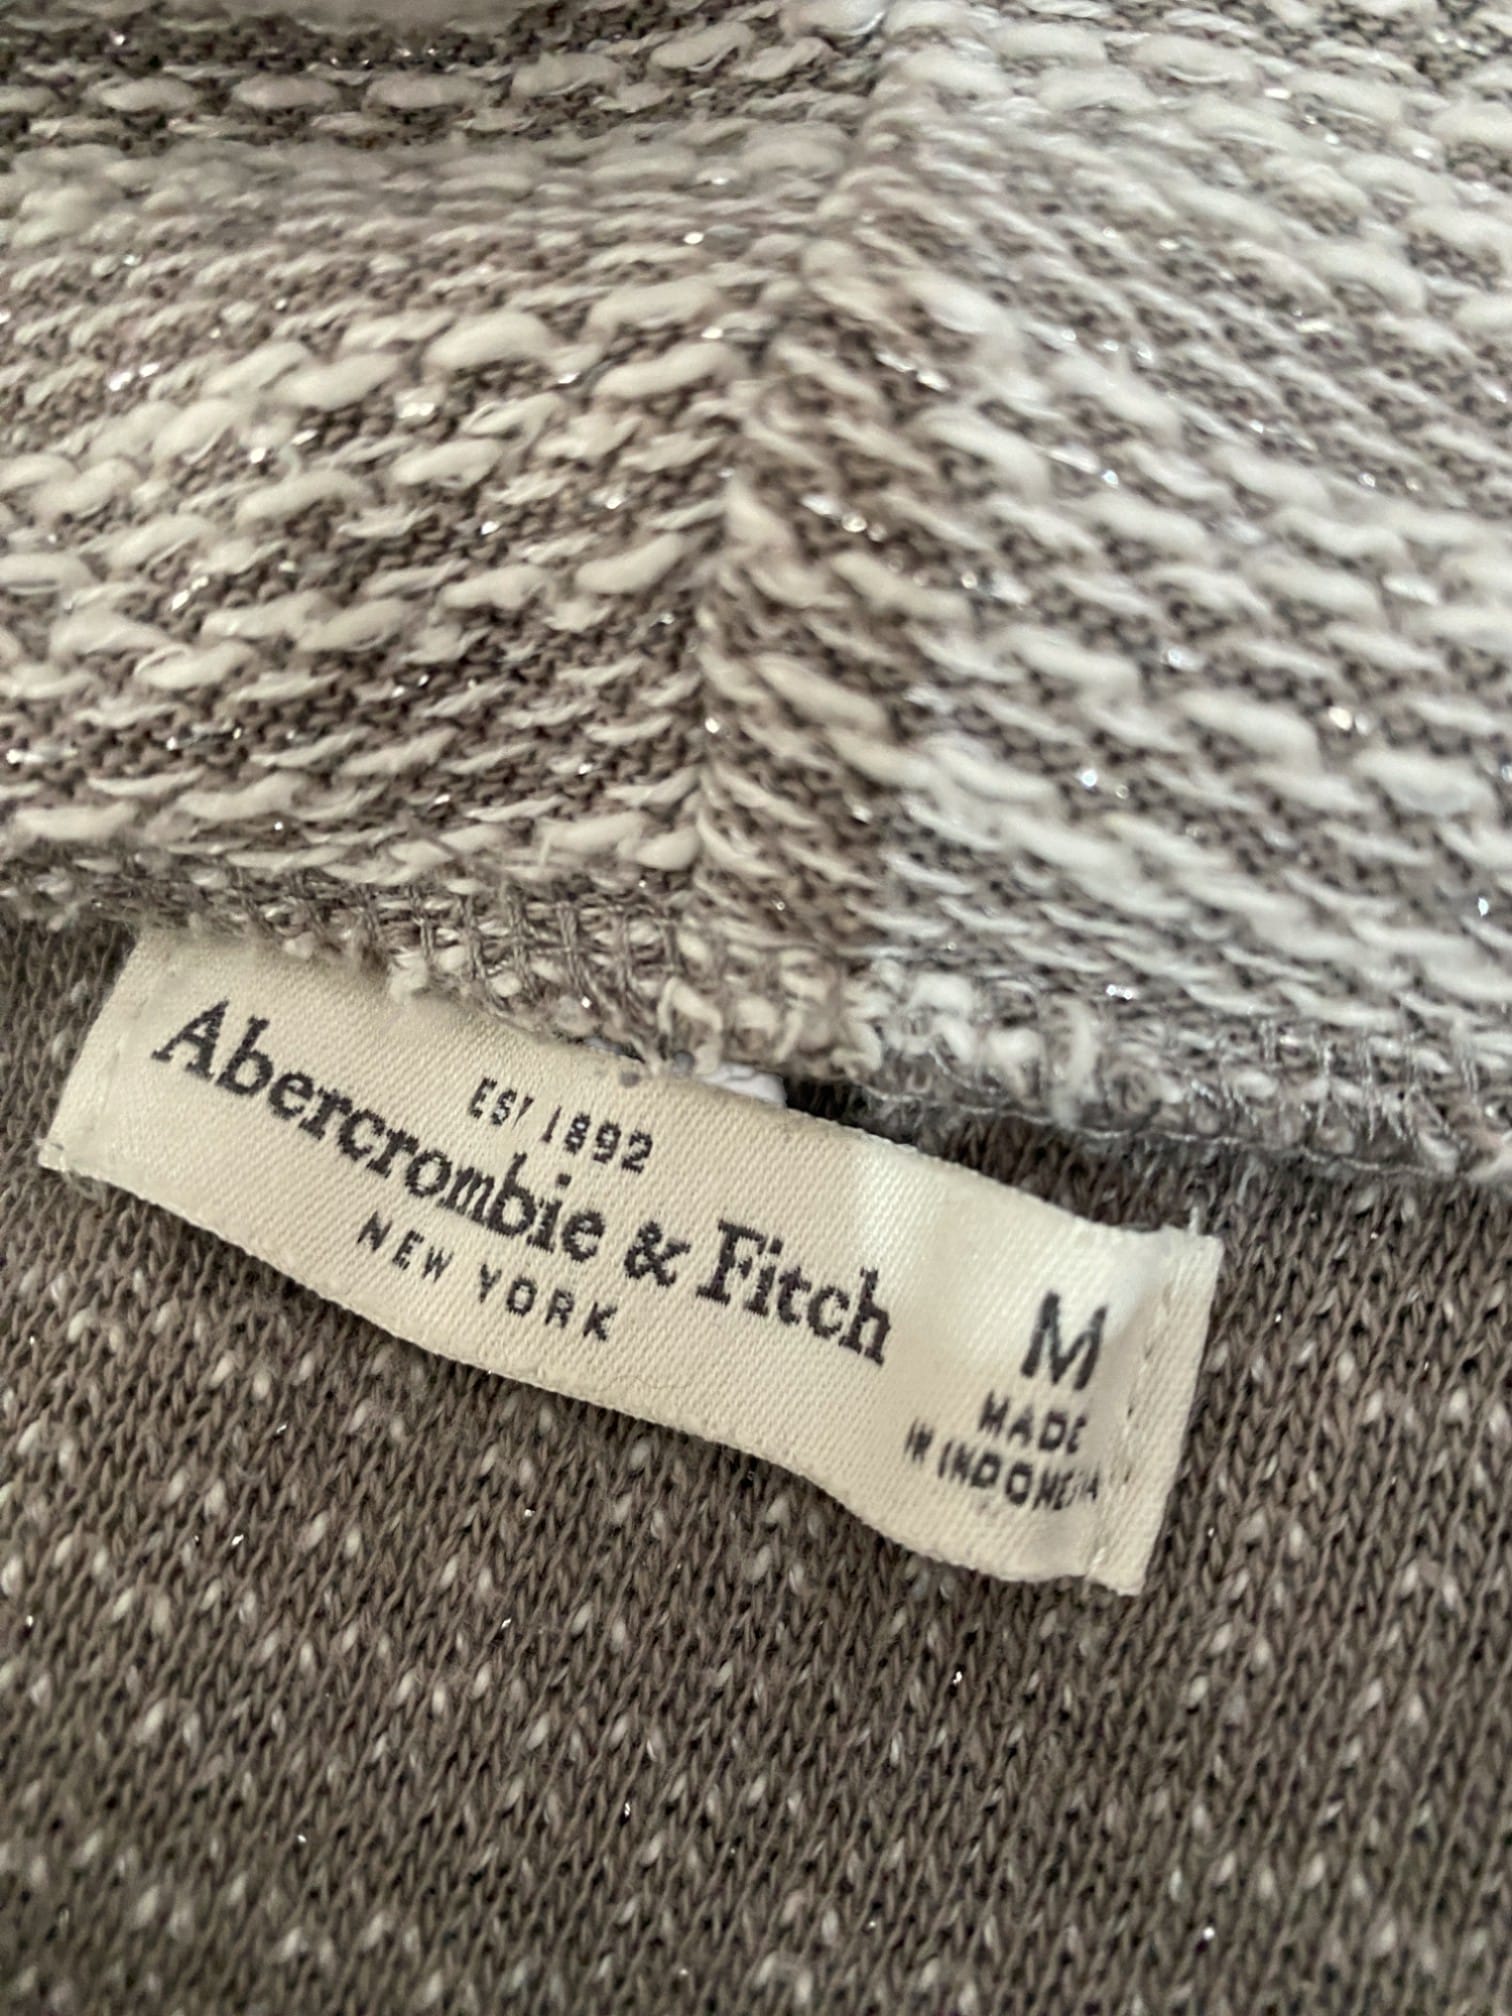 EST 1892
Abercrombie & Fitch
NEW YORK
M
MADE
IN INDONESIA